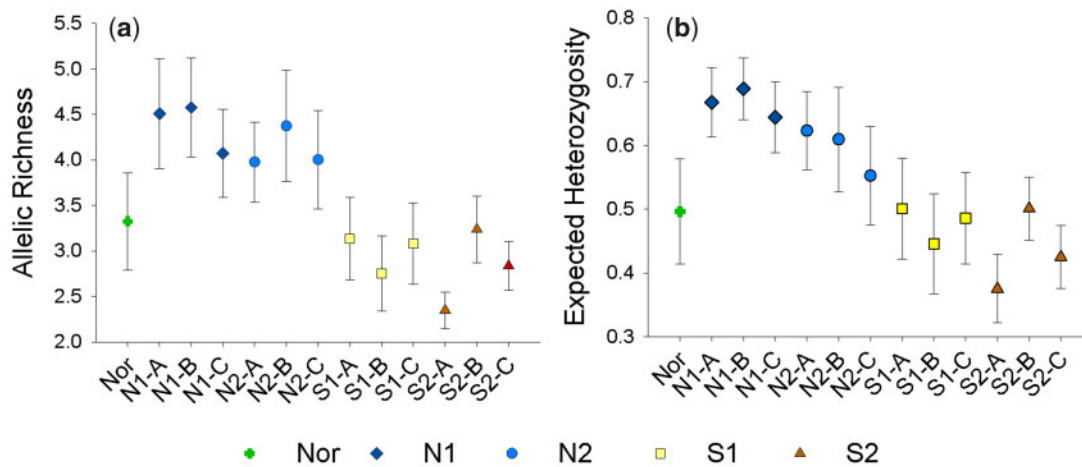 (a)
Allelic Richness
5.5
5.0
4.5
4.0
3.5
3.0
2.5
2.0
Nor N1-A N1-B N1-C N2-A N2-B N2-C S1-A S1-B S1-C S2-A S2-B S2-C
(b)
Expected Heterozygosity
0.8
0.7
0.6
0.5
0.4
0.3
Nor N1-A N1-B N1-C N2-A N2-B N2-C S1-A S1-B S1-C S2-A S2-B S2-C
Nor N1 N2 S1 S2